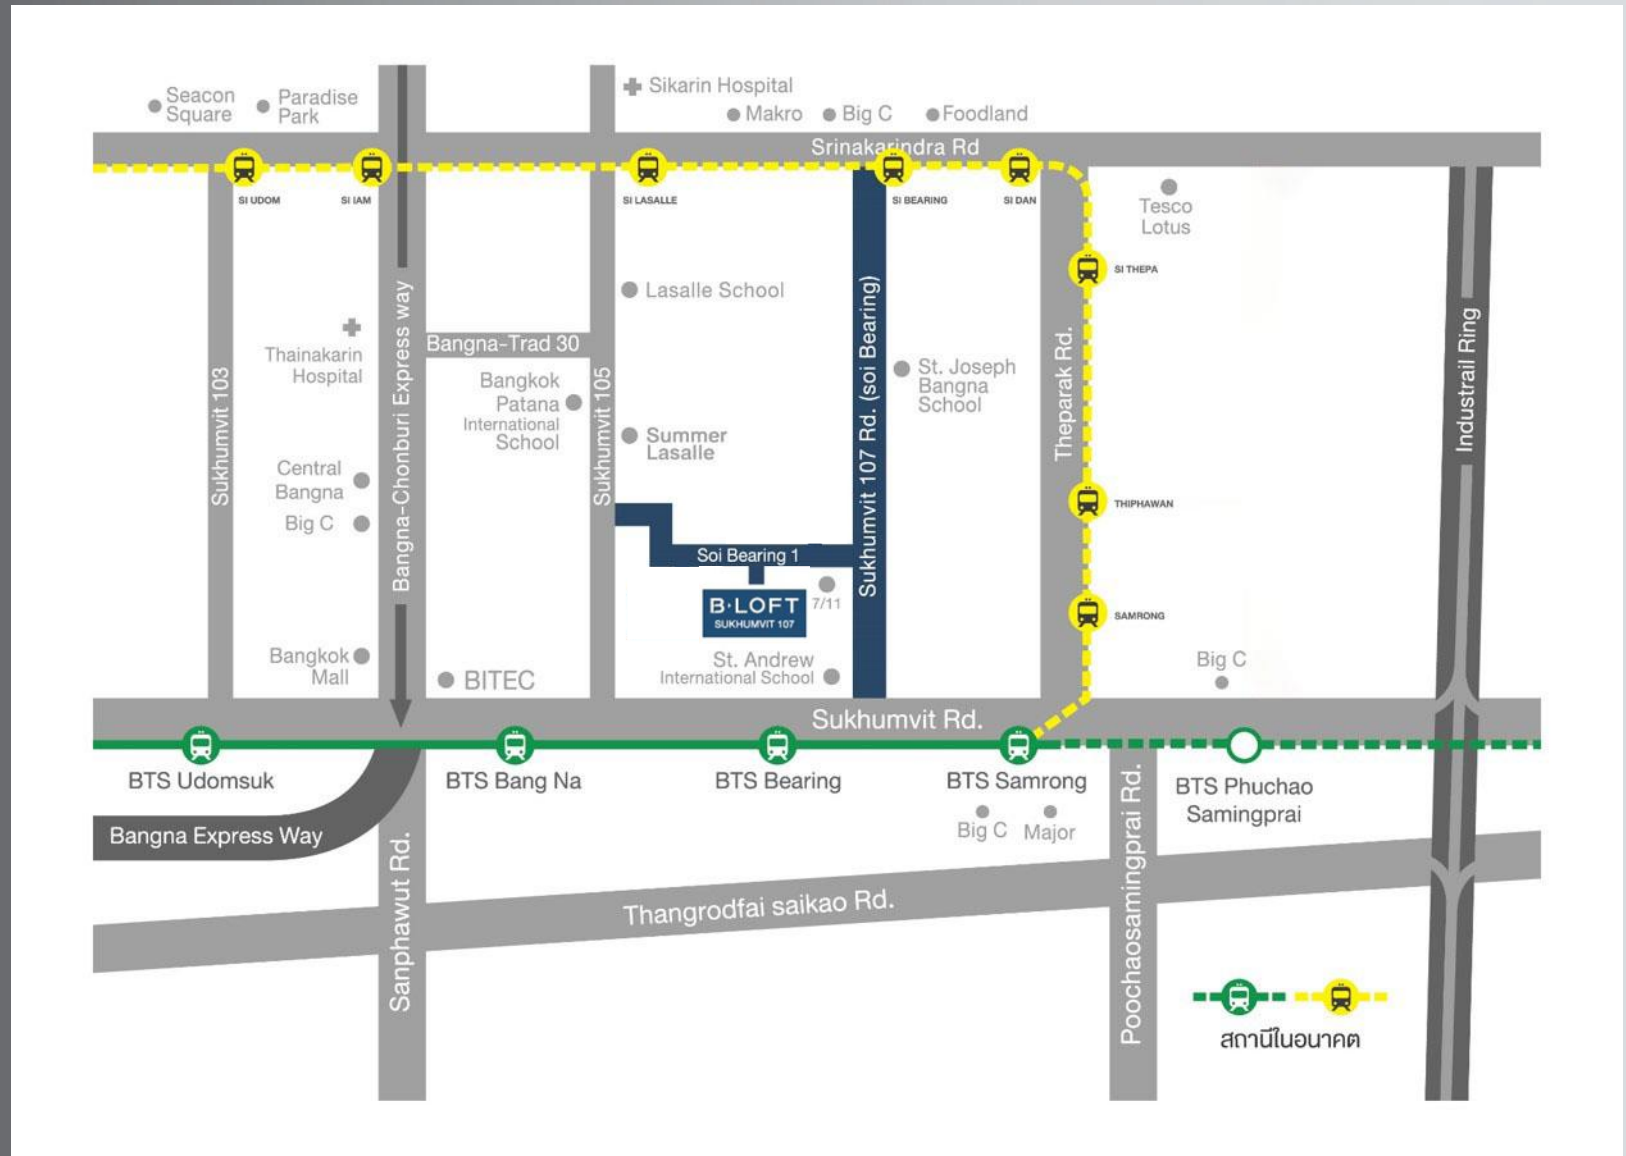 Seacon
Square
Paradise
Park
Sikarin Hospital
Makro
Big C
Foodland
Srinakarindra Rd
SI UDOM
SI IAM
SI LASALLE
SI BEARING
SI DAN
Tesco
Lotus
SI THEPA
Lasalle School
Thainakarin
Hospital
Bangna-Trad 30
Bangkok
Patana
International
School
Summer
Lasalle
St. Joseph
Bangna
School
Sukhumvit 103
Bangna-Chonburi Express way
Sukhumvit 105
Sukhumvit 107 Rd. (soi Bearing)
Theparak Rd.
Industrail Ring
Central
Bangna
Big C
THIPHAWAN
Soi Bearing 1
B·LOFT
SUKHUMVIT 107
7/11
SAMRONG
Bangkok
Mall
BITEC
St. Andrew
International School
Big C
Sukhumvit Rd.
BTS Udomsuk
BTS Bang Na
BTS Bearing
BTS Samrong
BTS Phuchao
Samingprai
Big C
Major
Bangna Express Way
Sanphawut Rd.
Thangrodfai saikao Rd.
Poochaosamingprai Rd.
สถานีในอนาคต